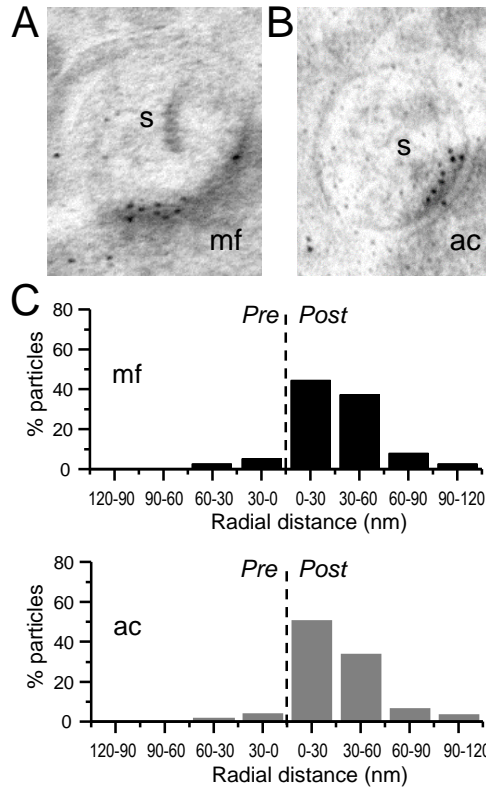 A
B
s
s
mf
ac
C
80
Pre
Post
60
mf
40
20
0
% particles
120-90 90-60 60-30 30-0 0-30 30-60 60-90 90-120
Radial distance (nm)
80
Pre
Post
60
ac
40
20
0
% particles
120-90 90-60 60-30 30-0 0-30 30-60 60-90 90-120
Radial distance (nm)